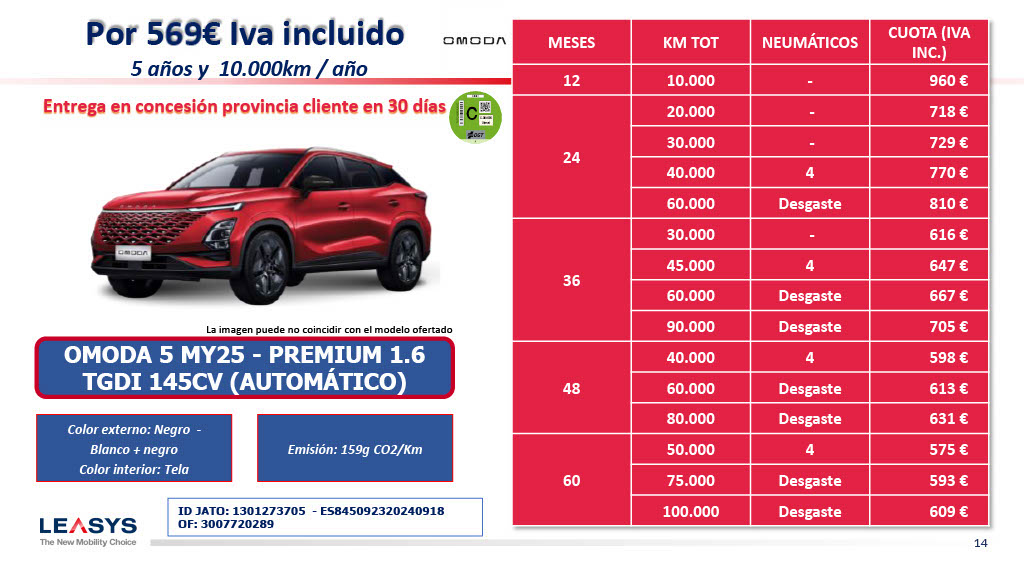 Por 569€ Iva incluido
5 años y 10.000km / año
OMODA
Entrega en concesión provincia cliente en 30 días
C
DGT
OMODA
La imagen puede no coincidir con el modelo ofertado
OMODA 5 MY25 - PREMIUM 1.6
TGDI 145CV (AUTOMÁTICO)
Color externo: Negro -
Blanco + negro
Color interior: Tela
Emisión: 159g CO2/Km
ID JATO: 1301273705 - ES845092320240918
OF: 3007720289
LEASYS
The New Mobility Choice
MESES KM TOT NEUMÁTICOS CUOTA (IVA
INC.)
12 10.000 - 960 €
24 20.000 - 718 €
30.000 - 729 €
40.000 4 770 €
60.000 Desgaste 810 €
36 30.000 - 616 €
45.000 4 647 €
60.000 Desgaste 667 €
90.000 Desgaste 705 €
48 40.000 4 598 €
60.000 Desgaste 613 €
80.000 Desgaste 631 €
60 50.000 4 575 €
75.000 Desgaste 593 €
100.000 Desgaste 609 €
14